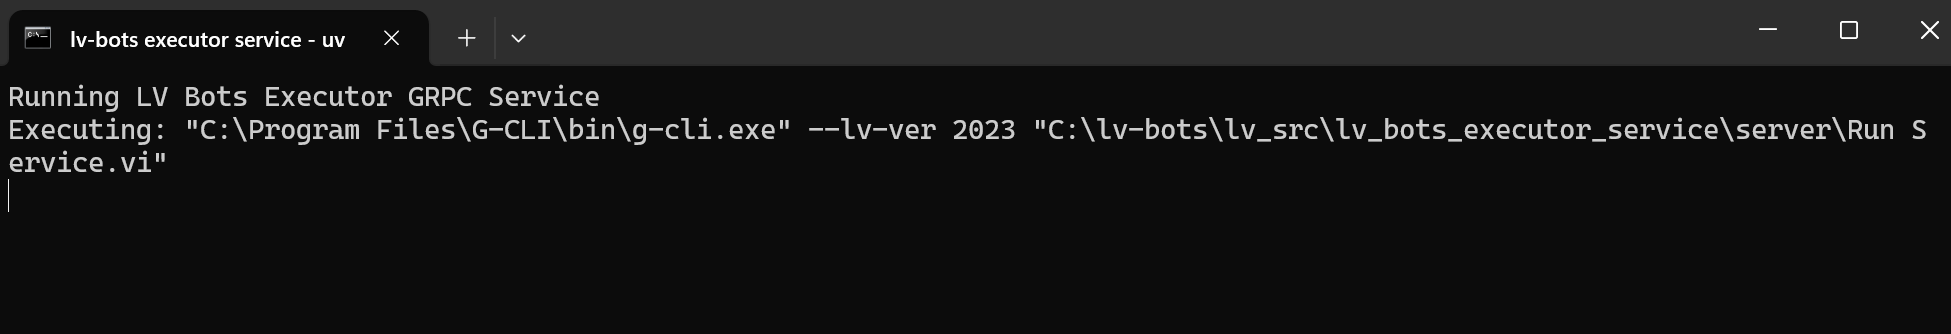 lv-bots executor service - uv
Running LV Bots Executor GRPC Service
Executing: "C:\Program Files\G-CLI\bin\g-cli.exe" --lv-ver 2023 "C:\lv-bots\lv_src\lv_bots_executor_service\server\Run S
ervice.vi"